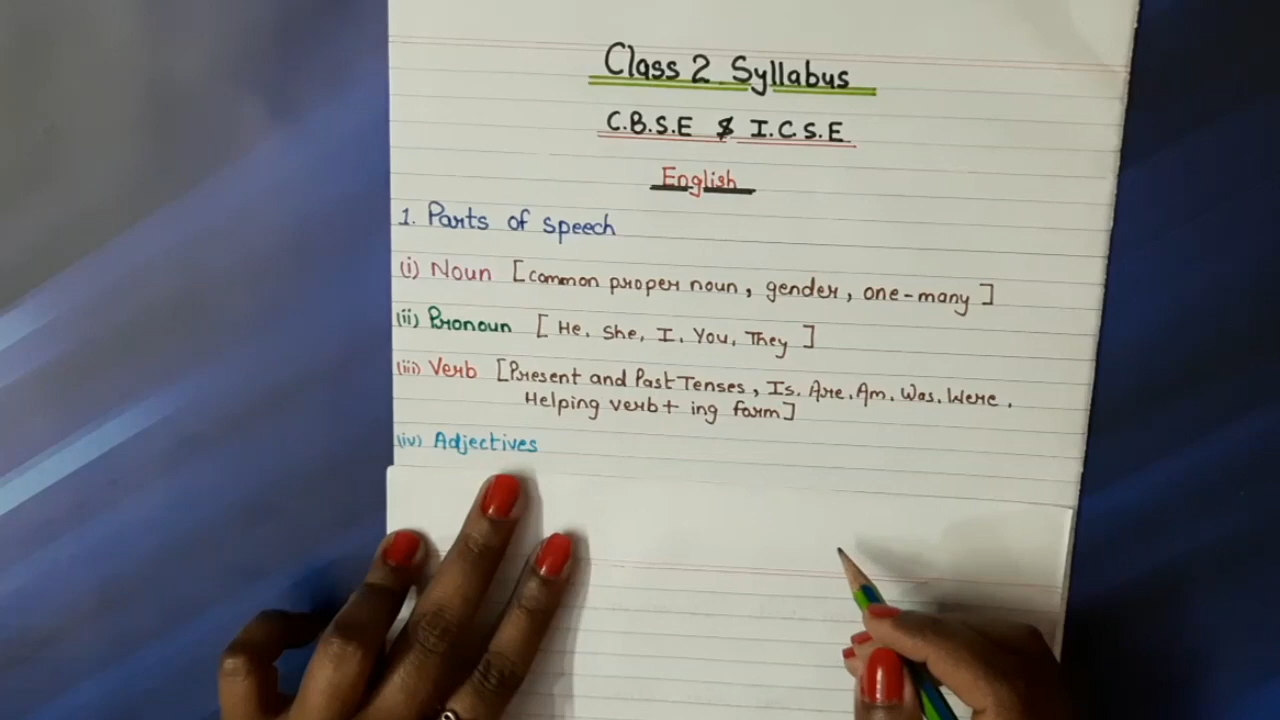 Class 2 Syllabus
C.B.S.E & I.C.S.E
English
1. Parts of speech
(i) Noun [common proper noun, gender, one-many]
(ii) Pronoun [He, She, I, You, They]
(iii) Verb [Present and Past Tenses, Is, Are, Am, Was, Were,
Helping verb + ing form]
(iv) Adjectives